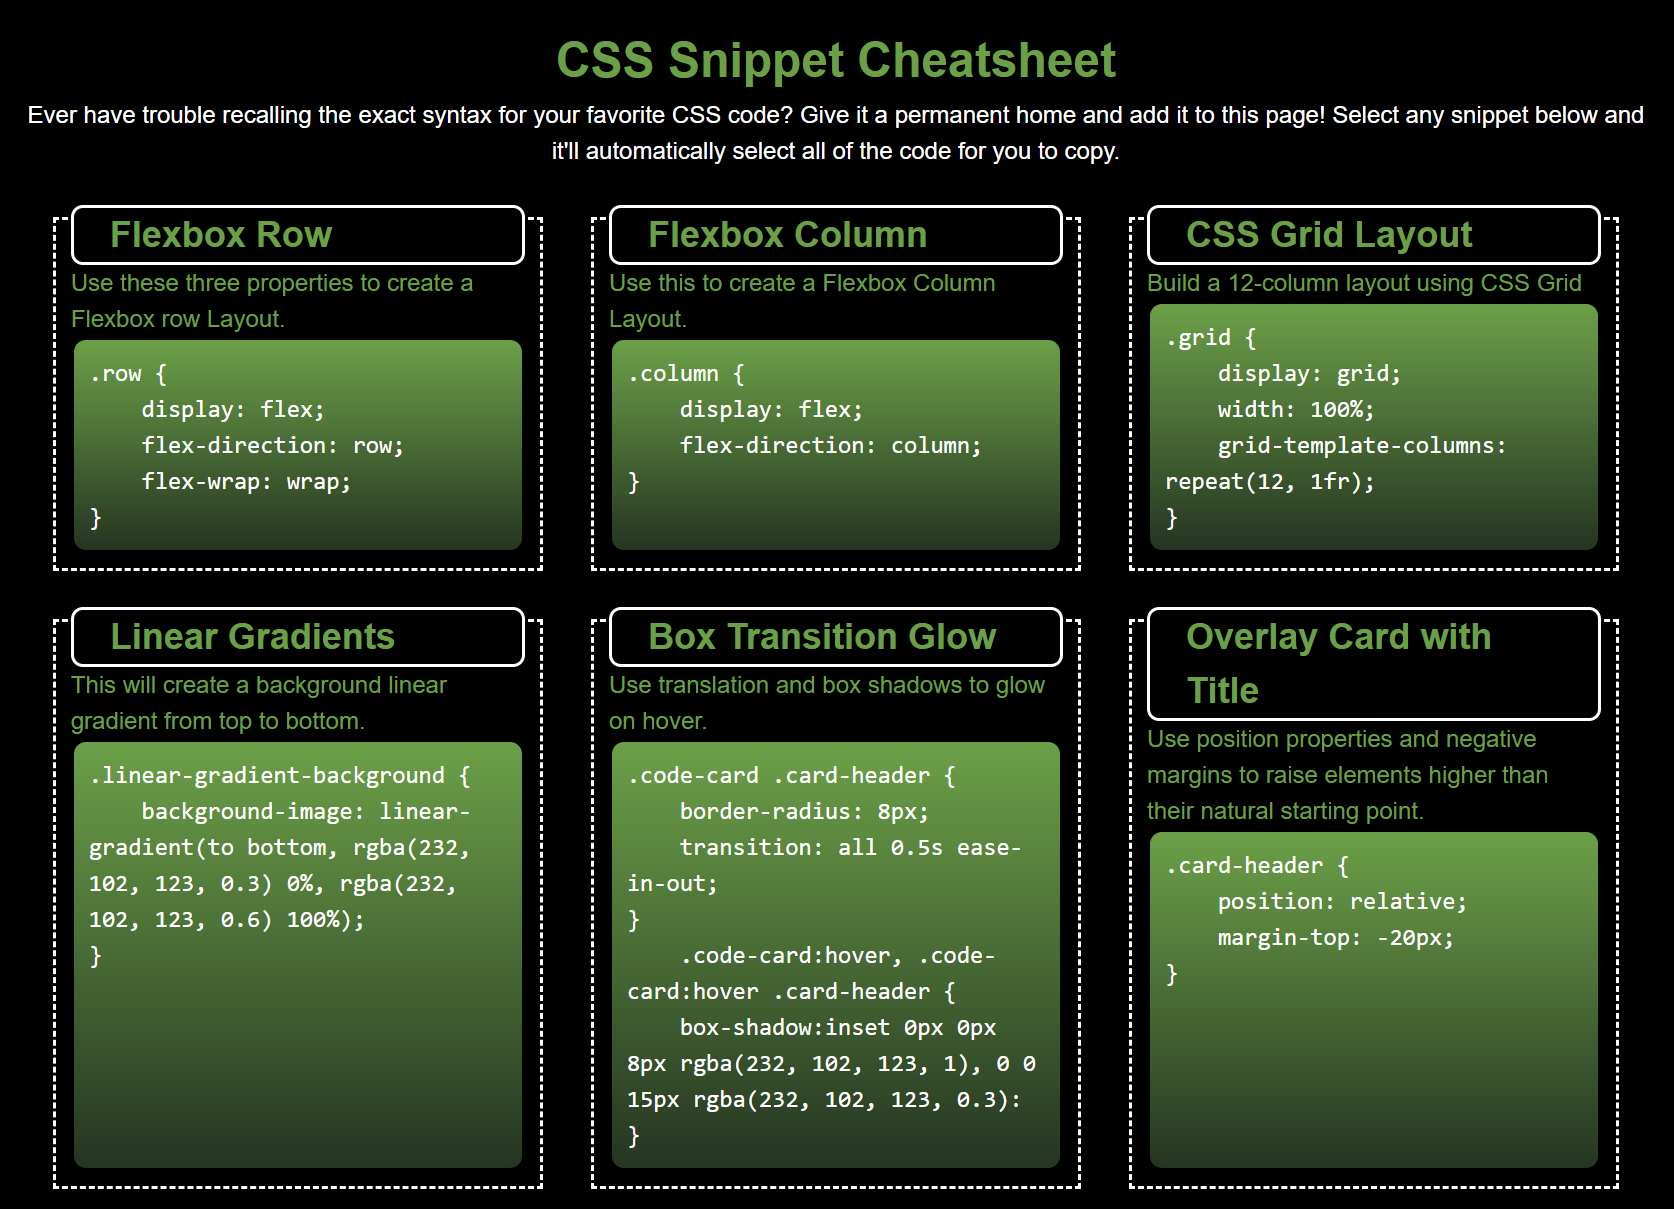 CSS Snippet Cheatsheet
Ever have trouble recalling the exact syntax for your favorite CSS code? Give it a permanent home and add it to this page! Select any snippet below and
it'll automatically select all of the code for you to copy.
Flexbox Row
Use these three properties to create a
Flexbox row Layout.
.row {
    display: flex;
    flex-direction: row;
    flex-wrap: wrap;
}
Flexbox Column
Use this to create a Flexbox Column
Layout.
.column {
    display: flex;
    flex-direction: column;
}
CSS Grid Layout
Build a 12-column layout using CSS Grid
.grid {
    display: grid;
    width: 100%;
    grid-template-columns:
repeat(12, 1fr);
}
Linear Gradients
This will create a background linear
gradient from top to bottom.
.linear-gradient-background {
    background-image: linear-
gradient(to bottom, rgba(232,
102, 123, 0.3) 0%, rgba(232,
102, 123, 0.6) 100%);
}
Box Transition Glow
Use translation and box shadows to glow
on hover.
.code-card .card-header {
    border-radius: 8px;
    transition: all 0.5s ease-
in-out;
}
    .code-card:hover, .code-
card:hover .card-header {
    box-shadow:inset 0px 0px
8px rgba(232, 102, 123, 1), 0 0
15px rgba(232, 102, 123, 0.3):
}
Overlay Card with
Title
Use position properties and negative
margins to raise elements higher than
their natural starting point.
.card-header {
    position: relative;
    margin-top: -20px;
}